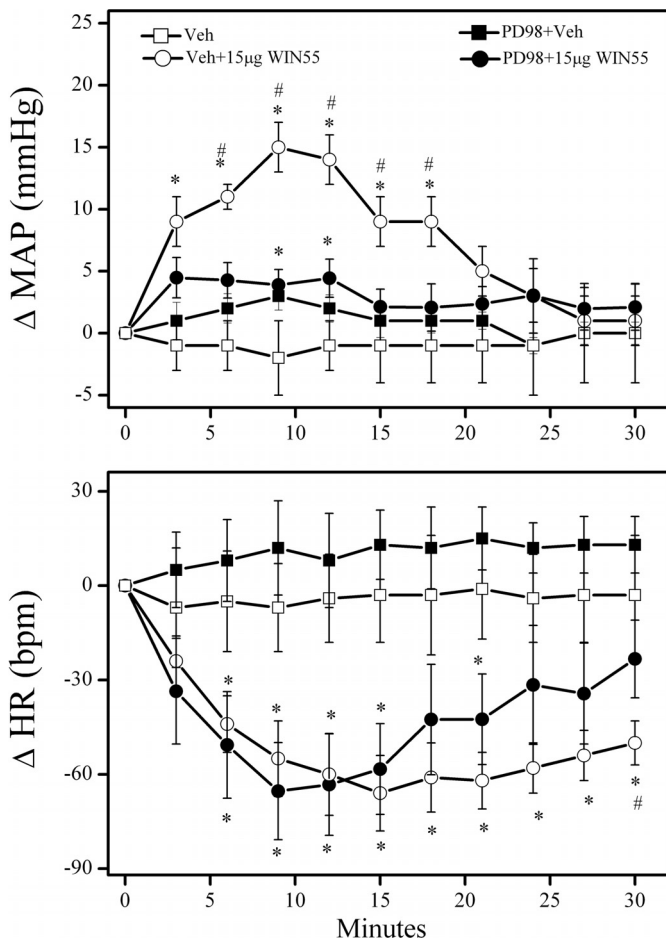 Veh
PD98+Veh
Veh+15μg WIN55
PD98+15μg WIN55
Δ MAP (mmHg)
25
20
15
10
5
0
-5
# 
# #
# * * # #
* * * *
* *
0 5 10 15 20 25 30
Δ HR (bpm)
30
0
-30
-60
-90
* * * * *
* * * * * * * * *
#
0 5 10 15 20 25 30
Minutes